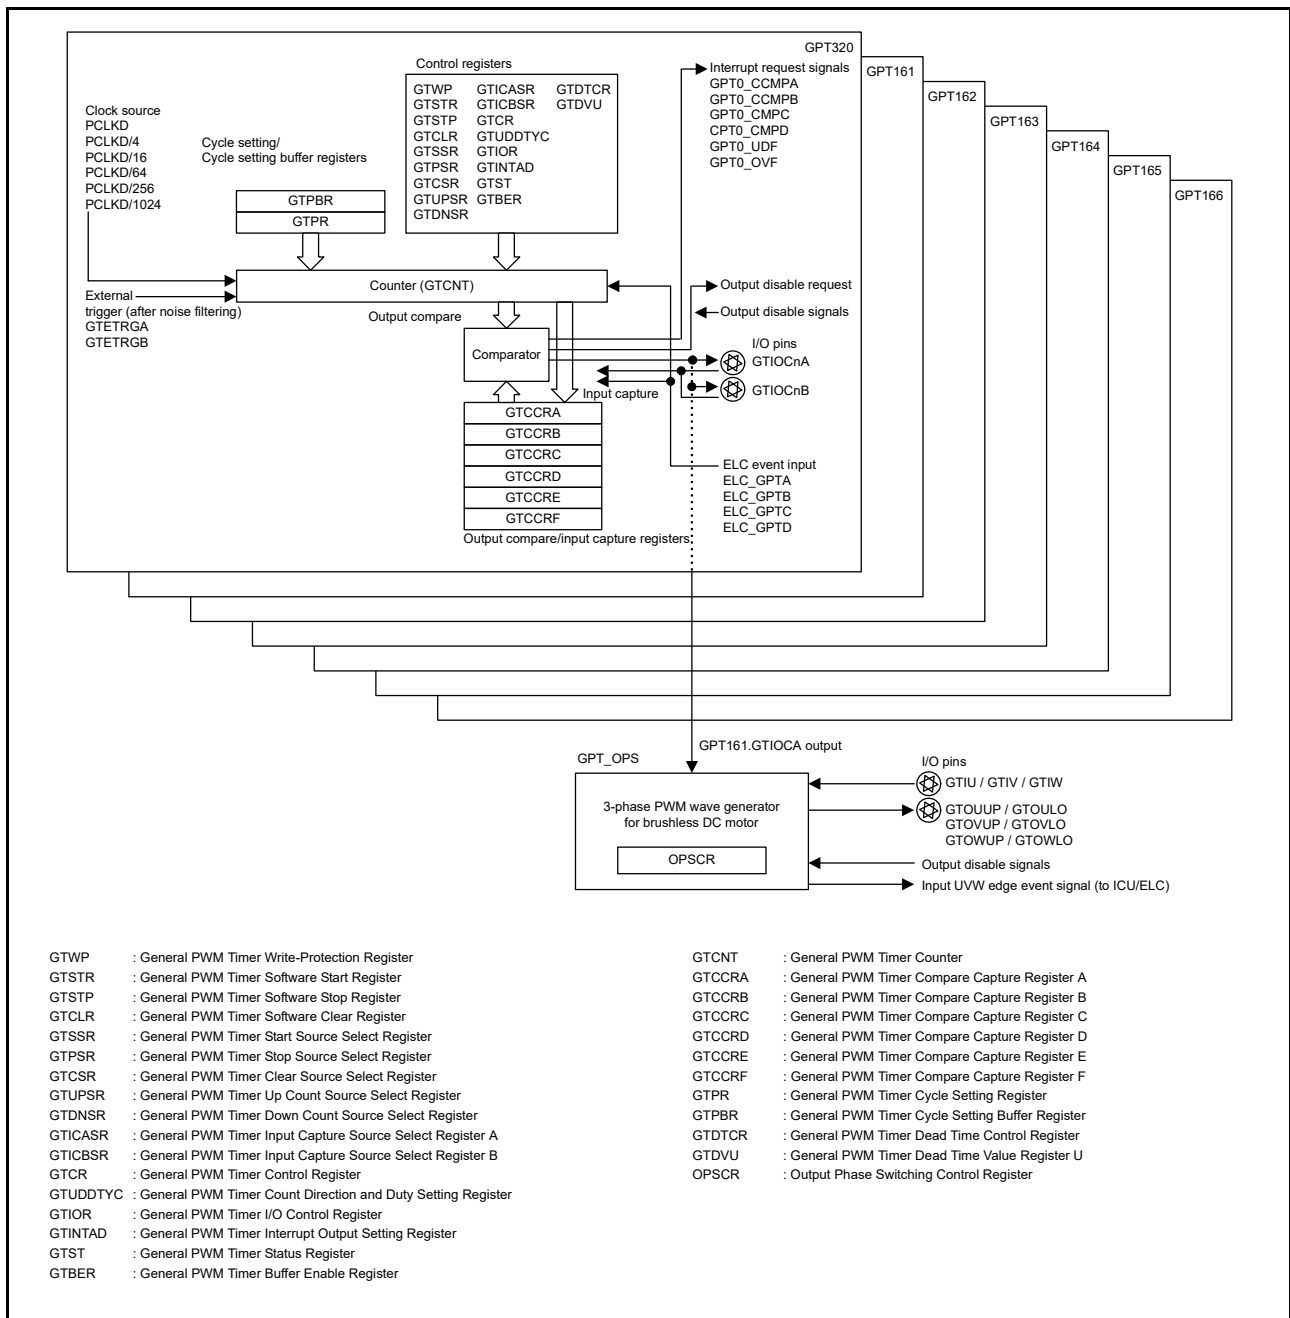 GPT320
GPT161
GPT162
GPT163
GPT164
GPT165
GPT166
Control registers
GTWP GTICASR GTDTCR
GTSTR GTICBSR GTDVU
GTSTP GTCR
GTCLR GTUDDTYC
GTSSR GTIOR
GTPSR GTINTAD
GTCSR GTST
GTUPSR GTBER
GTDNSR
Interrupt request signals
GPT0_CCMPA
GPT0_CCMPB
GPT0_CMPC
CPT0_CMPD
GPT0_UDF
GPT0_OVF
Clock source
PCLKD
PCLKD/4
PCLKD/16
PCLKD/64
PCLKD/256
PCLKD/1024
Cycle setting/
Cycle setting buffer registers
GTPBR
GTPR
Counter (GTCNT)
External
trigger (after noise filtering)
GTETRGA
GTETRGB
Output compare
Output disable request
Output disable signals
Comparator
I/O pins
GTIOCnA
GTIOCnB
Input capture
GTCCRA
GTCCRB
GTCCRC
GTCCRD
GTCCRE
GTCCRF
Output compare/input capture registers
ELC event input
ELC_GPTA
ELC_GPTB
ELC_GPTC
ELC_GPTD
GPT161.GTIOCA output
GPT_OPS
3-phase PWM wave generator
for brushless DC motor
OPSCR
I/O pins
GTIU / GTIV / GTIW
GTOUUP / GTOULO
GTOVUP / GTOVLO
GTOWUP / GTOWLO
Output disable signals
Input UVW edge event signal (to ICU/ELC)
GTWP : General PWM Timer Write-Protection Register
GTSTR : General PWM Timer Software Start Register
GTSTP : General PWM Timer Software Stop Register
GTCLR : General PWM Timer Software Clear Register
GTSSR : General PWM Timer Start Source Select Register
GTPSR : General PWM Timer Stop Source Select Register
GTCSR : General PWM Timer Clear Source Select Register
GTUPSR : General PWM Timer Up Count Source Select Register
GTDNSR : General PWM Timer Down Count Source Select Register
GTICASR : General PWM Timer Input Capture Source Select Register A
GTICBSR : General PWM Timer Input Capture Source Select Register B
GTCR : General PWM Timer Control Register
GTUDDTYC : General PWM Timer Count Direction and Duty Setting Register
GTIOR : General PWM Timer I/O Control Register
GTINTAD : General PWM Timer Interrupt Output Setting Register
GTST : General PWM Timer Status Register
GTBER : General PWM Timer Buffer Enable Register
GTCNT : General PWM Timer Counter
GTCCRA : General PWM Timer Compare Capture Register A
GTCCRB : General PWM Timer Compare Capture Register B
GTCCRC : General PWM Timer Compare Capture Register C
GTCCRD : General PWM Timer Compare Capture Register D
GTCCRE : General PWM Timer Compare Capture Register E
GTCCRF : General PWM Timer Compare Capture Register F
GTPR : General PWM Timer Cycle Setting Register
GTPBR : General PWM Timer Cycle Setting Buffer Register
GTDTCR : General PWM Timer Dead Time Control Register
GTDVU : General PWM Timer Dead Time Value Register U
OPSCR : Output Phase Switching Control Register